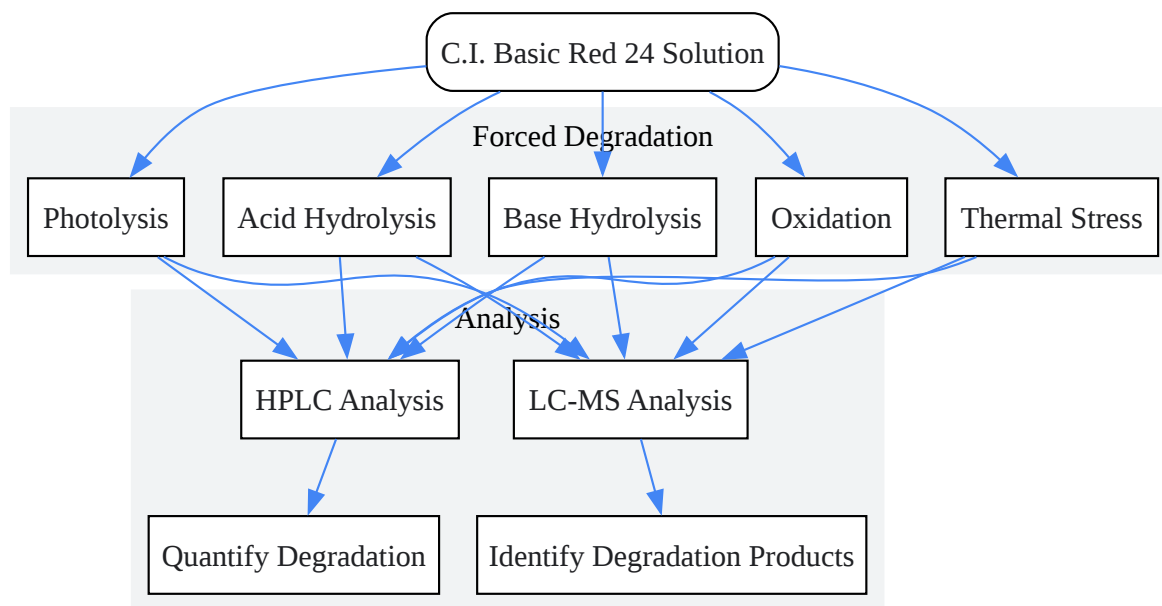 C.I. Basic Red 24 Solution
Forced Degradation
Photolysis
Acid Hydrolysis
Base Hydrolysis
Oxidation
Thermal Stress
Analysis
HPLC Analysis
LC-MS Analysis
Quantify Degradation
Identify Degradation Products